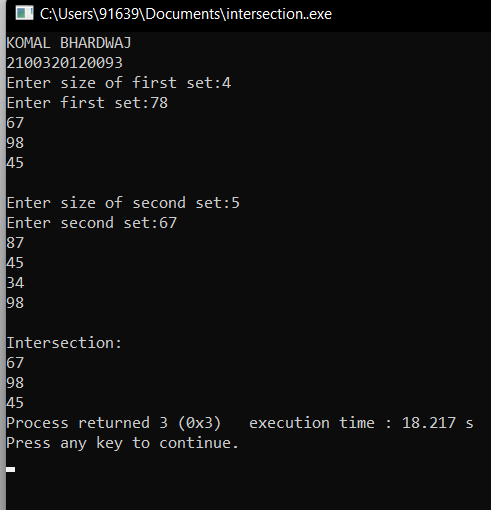 C:\Users\91639\Documents\intersection..exe
KOMAL BHARDWAJ
2100320120093
Enter size of first set:4
Enter first set:78
67
98
45
Enter size of second set:5
Enter second set:67
87
45
34
98
Intersection:
67
98
45
Process returned 3 (0x3)   execution time : 18.217 s
Press any key to continue.